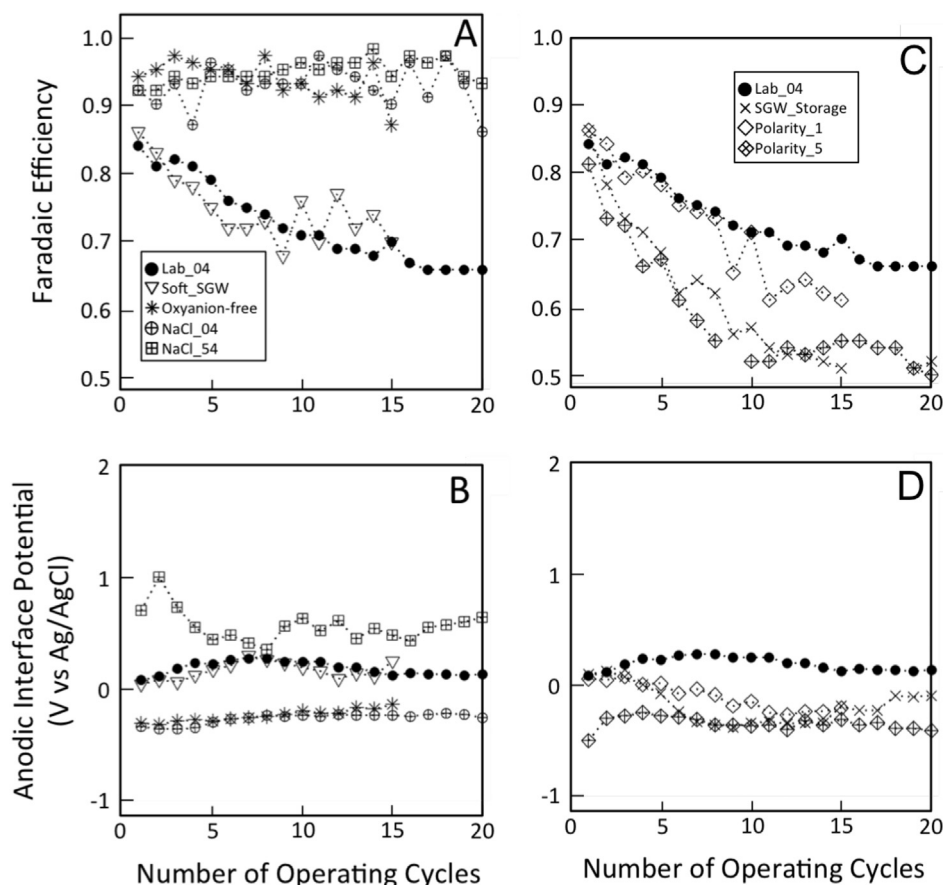 A
1.0
0.9
0.8
0.7
0.6
0.5
0
5
10
15
20
Faradaic Efficiency
Lab_04
Soft_SGW
Oxyanion-free
NaCl_04
NaCl_54
C
1.0
0.9
0.8
0.7
0.6
0.5
0
5
10
15
20
Lab_04
SGW_Storage
Polarity_1
Polarity_5
B
2
1
0
-1
0
5
10
15
20
Anodic Interface Potential
(V vs Ag/AgCl)
Number of Operating Cycles
D
2
1
0
-1
0
5
10
15
20
Number of Operating Cycles